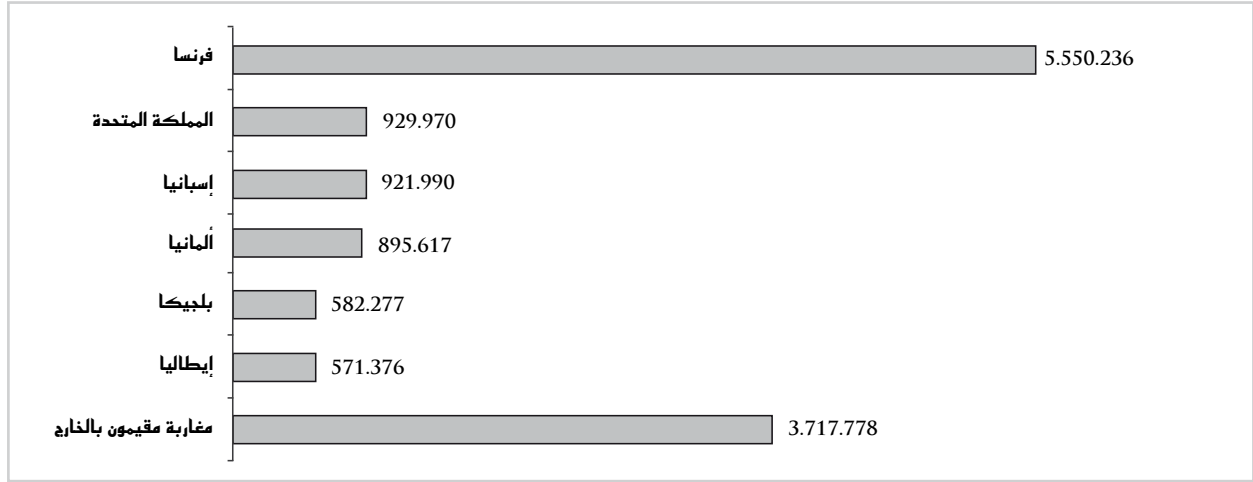 فرنسا 5.550.236
المملكة المتحدة 929.970
إسبانيا 921.990
ألمانيا 895.617
بلجيكا 582.277
إيطاليا 571.376
مغاربة مقيمون بالخارج 3.717.778